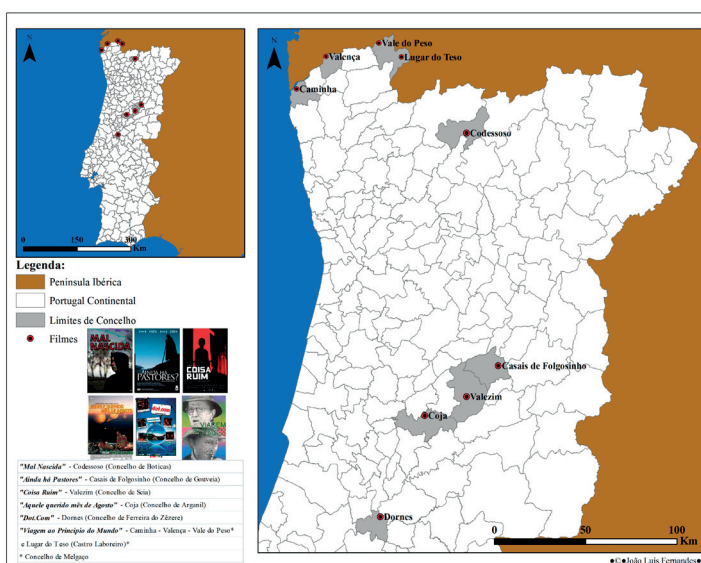 N
0 150 300
Km
Legenda:
Península Ibérica
Portugal Continental
Limites de Concelho
Filmes
MAL
NASCIDA
AINDA HÁ
PASTORES?
COISA
RUIM
dot.com
VIAGEM
"Mal Nascida" - Codessoso (Concelho de Boticas)
"Ainda há Pastores" - Casais de Folgosinho (Concelho de Gouveia)
"Coisa Ruim" - Valezim (Concelho de Seia)
"Aquele querido mês de Agosto" - Coja (Concelho de Arganil)
"Dot.Com" - Dornes (Concelho de Ferreira do Zêzere)
"Viagem ao Princípio do Mundo" - Caminha - Valença - Vale do Peso*
e Lugar do Teso (Castro Laboreiro)*
* Concelho de Melgaço
N
Vale do Peso
Valença
Lugar do Teso
Caminha
Codessoso
Casais de Folgosinho
Valezim
Coja
Dornes
0 50 100
Km
●©●João Luís Fernandes●